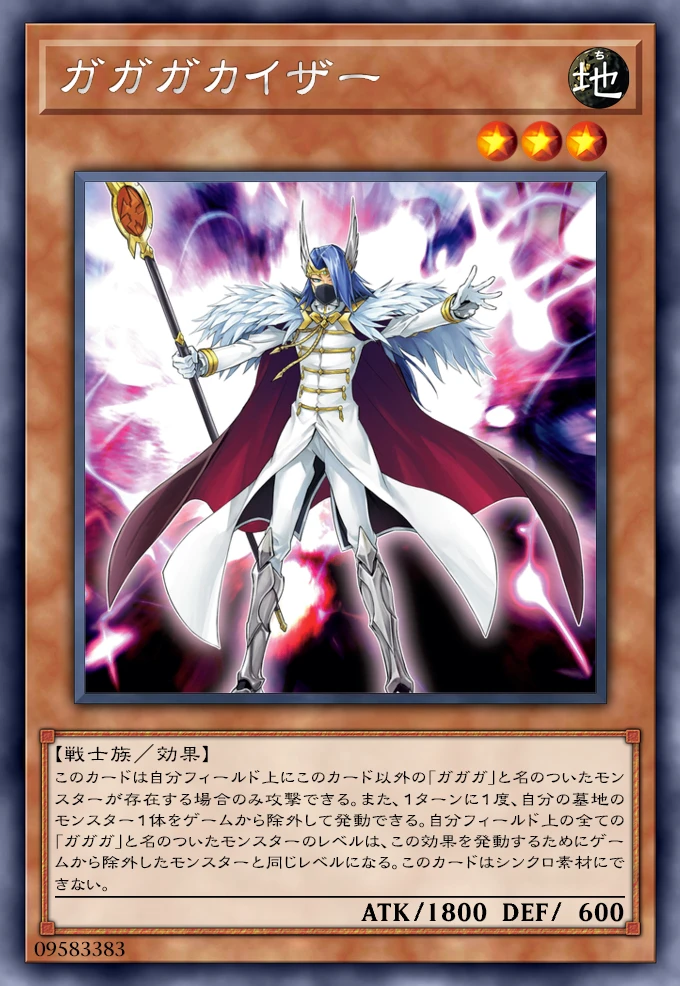 ガガガカイザー
ち
地
【戦士族／効果】
このカードは自分フィールド上にこのカード以外の「ガガガ」と名のついたモン
スターが存在する場合のみ攻撃できる。また、1ターンに1度、自分の墓地の
モンスター1体をゲームから除外して発動できる。自分フィールド上の全ての
「ガガガ」と名のついたモンスターのレベルは、この効果を発動するためにゲー
ムから除外したモンスターと同じレベルになる。このカードはシンクロ素材にで
きない。
ATK/1800 DEF/ 600
09583383